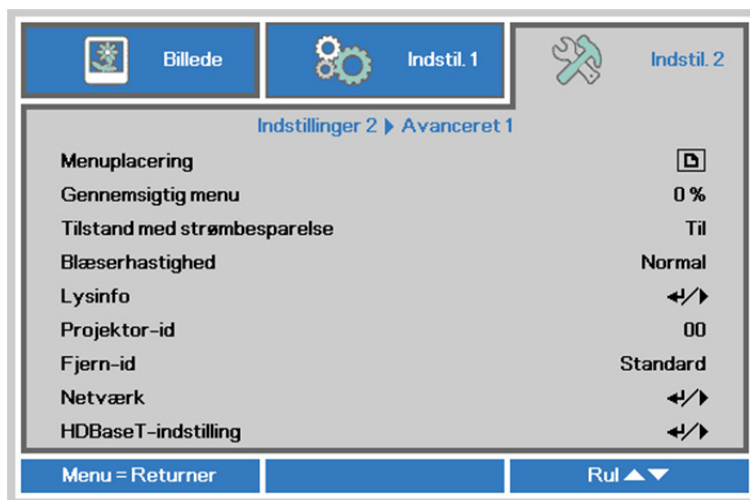 Billede
Indstil. 1
Indstil. 2
Indstillinger 2 ▶ Avanceret 1
Menuplacering
Gennemsigtig menu 0 %
Tilstand med strømbesparelse Til
Blæserhastighed Normal
Lysinfo ↵/▶
Projektor-id 00
Fjern-id Standard
Netværk ↵/▶
HDBaseT-indstilling ↵/▶
Menu = Returner
Rul ▲▼